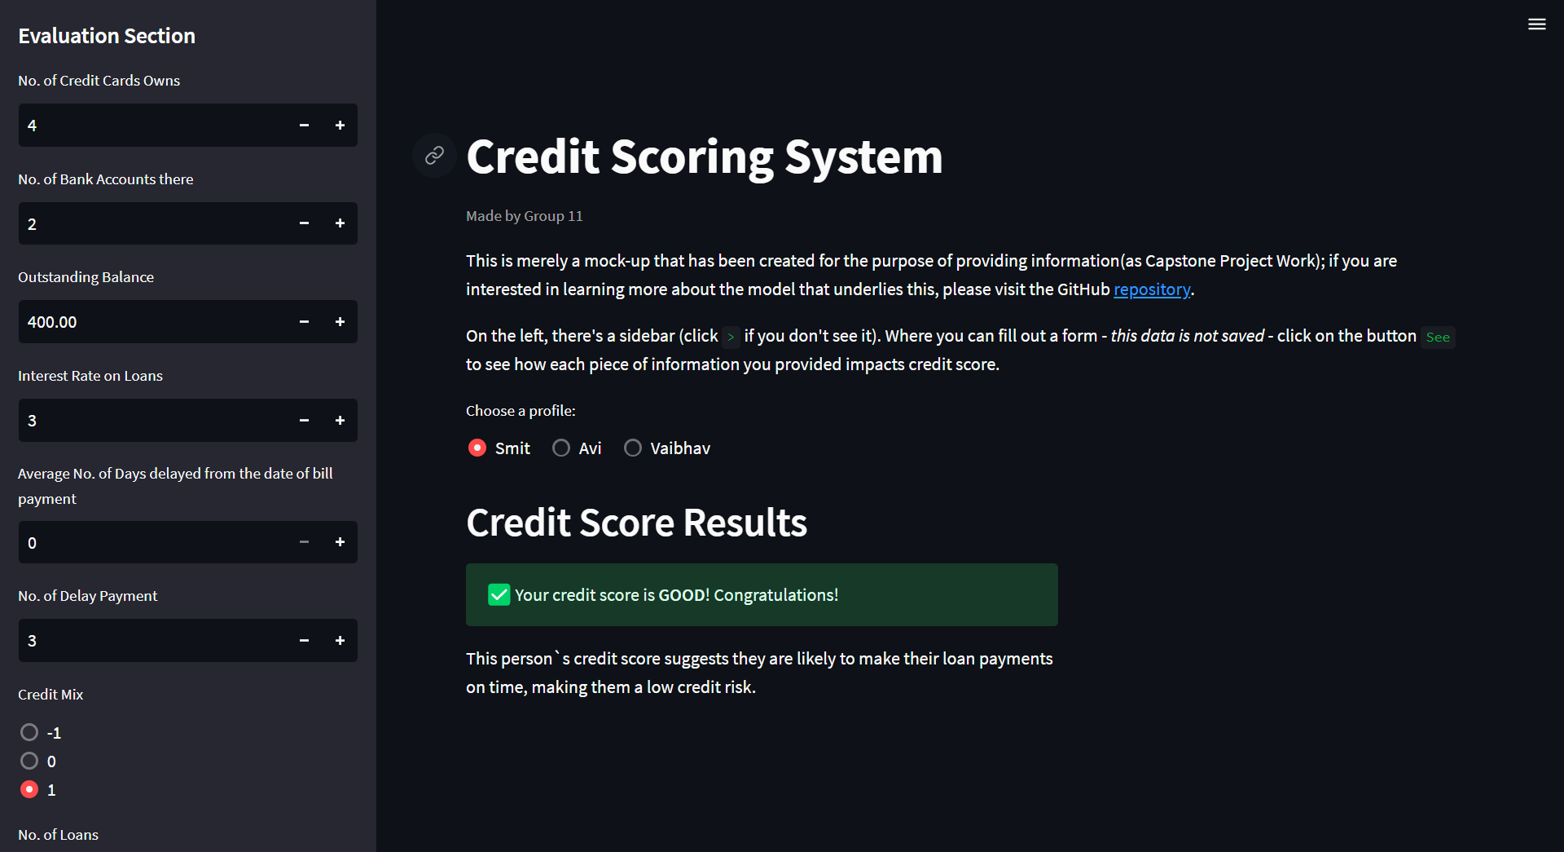 Evaluation Section
No. of Credit Cards Owns
4
No. of Bank Accounts there
2
Outstanding Balance
400.00
Interest Rate on Loans
3
Average No. of Days delayed from the date of bill
payment
0
No. of Delay Payment
3
Credit Mix
-1
0
1
No. of Loans
Credit Scoring System
Made by Group 11
This is merely a mock-up that has been created for the purpose of providing information(as Capstone Project Work); if you are
interested in learning more about the model that underlies this, please visit the GitHub repository.
On the left, there's a sidebar (click > if you don't see it). Where you can fill out a form - this data is not saved - click on the button See
to see how each piece of information you provided impacts credit score.
Choose a profile:
Smit Avi Vaibhav
Credit Score Results
Your credit score is GOOD! Congratulations!
This person`s credit score suggests they are likely to make their loan payments
on time, making them a low credit risk.